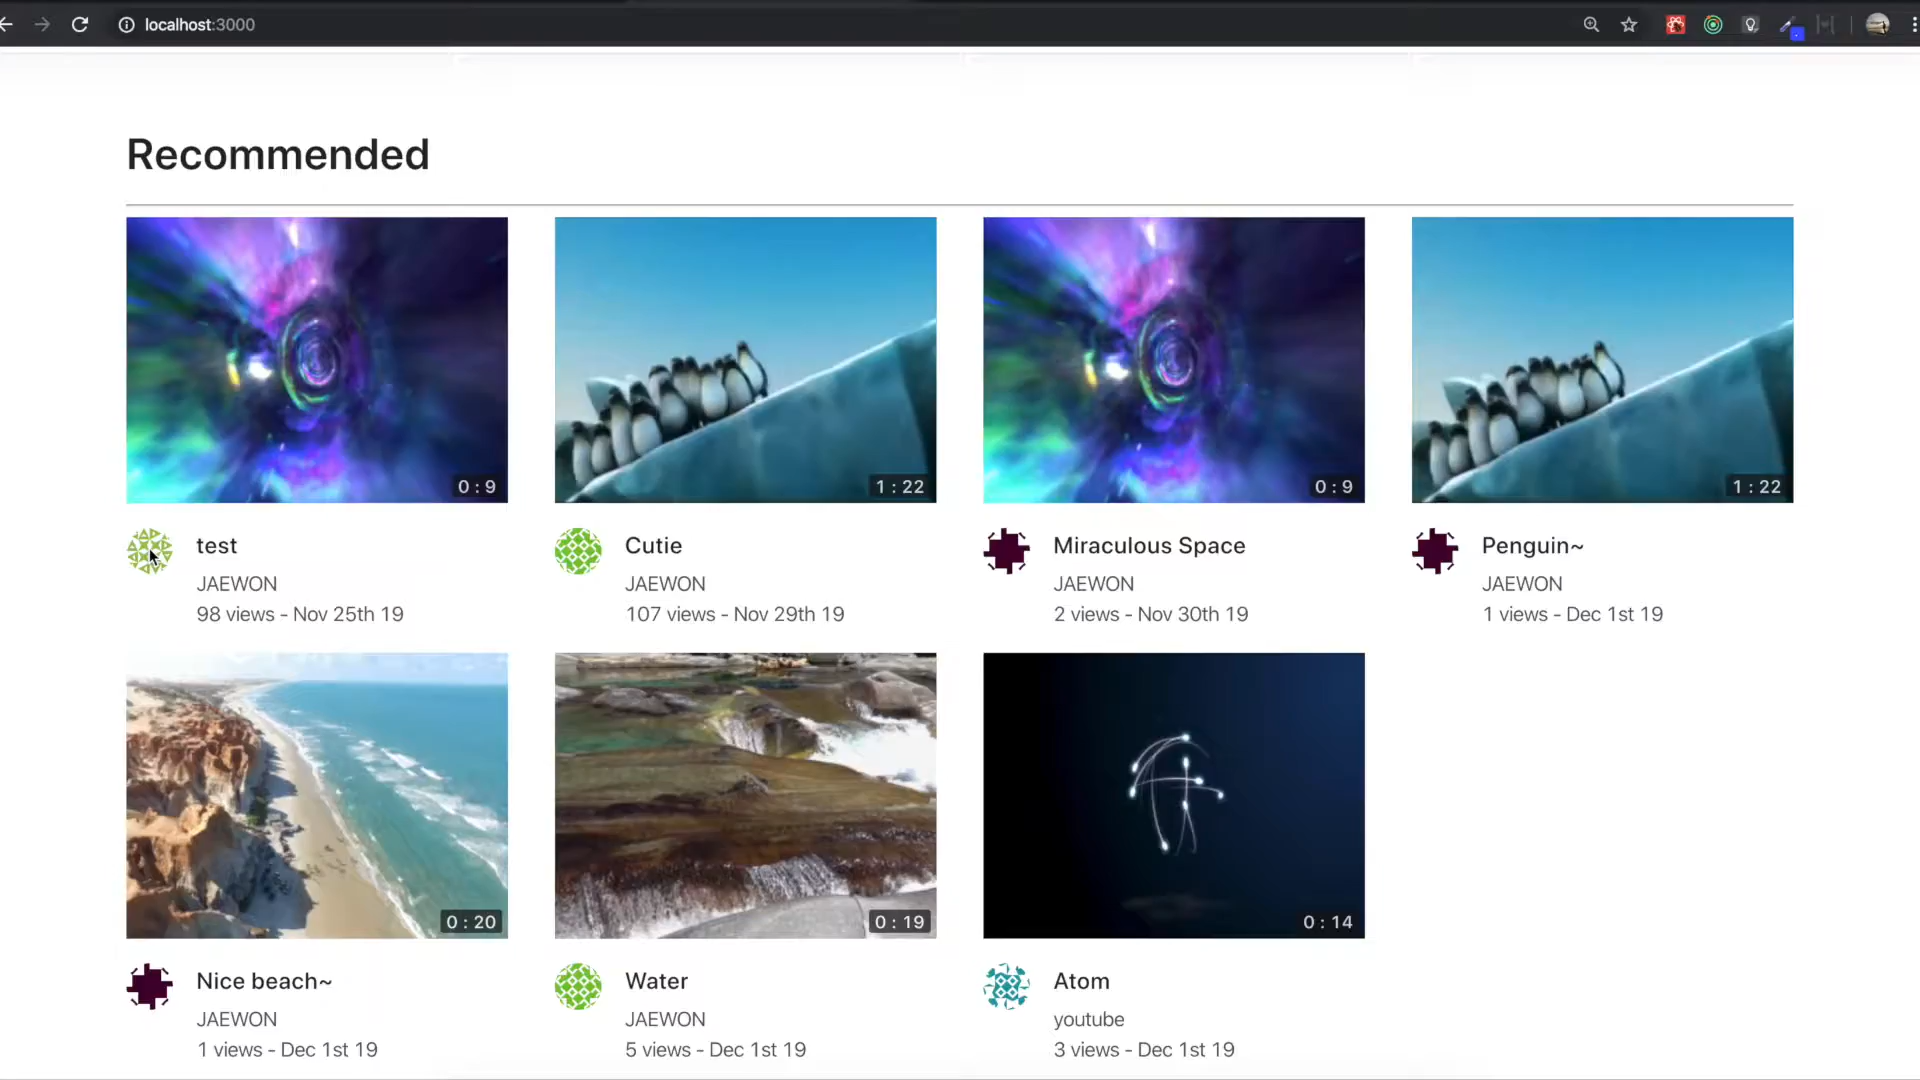 localhost:3000
Recommended
0 : 9
1 : 22
0 : 9
1 : 22
test
JAEWON
98 views - Nov 25th 19
Cutie
JAEWON
107 views - Nov 29th 19
Miraculous Space
JAEWON
2 views - Nov 30th 19
Penguin~
JAEWON
1 views - Dec 1st 19
0 : 20
0 : 19
0 : 14
Nice beach~
JAEWON
1 views - Dec 1st 19
Water
JAEWON
5 views - Dec 1st 19
Atom
youtube
3 views - Dec 1st 19